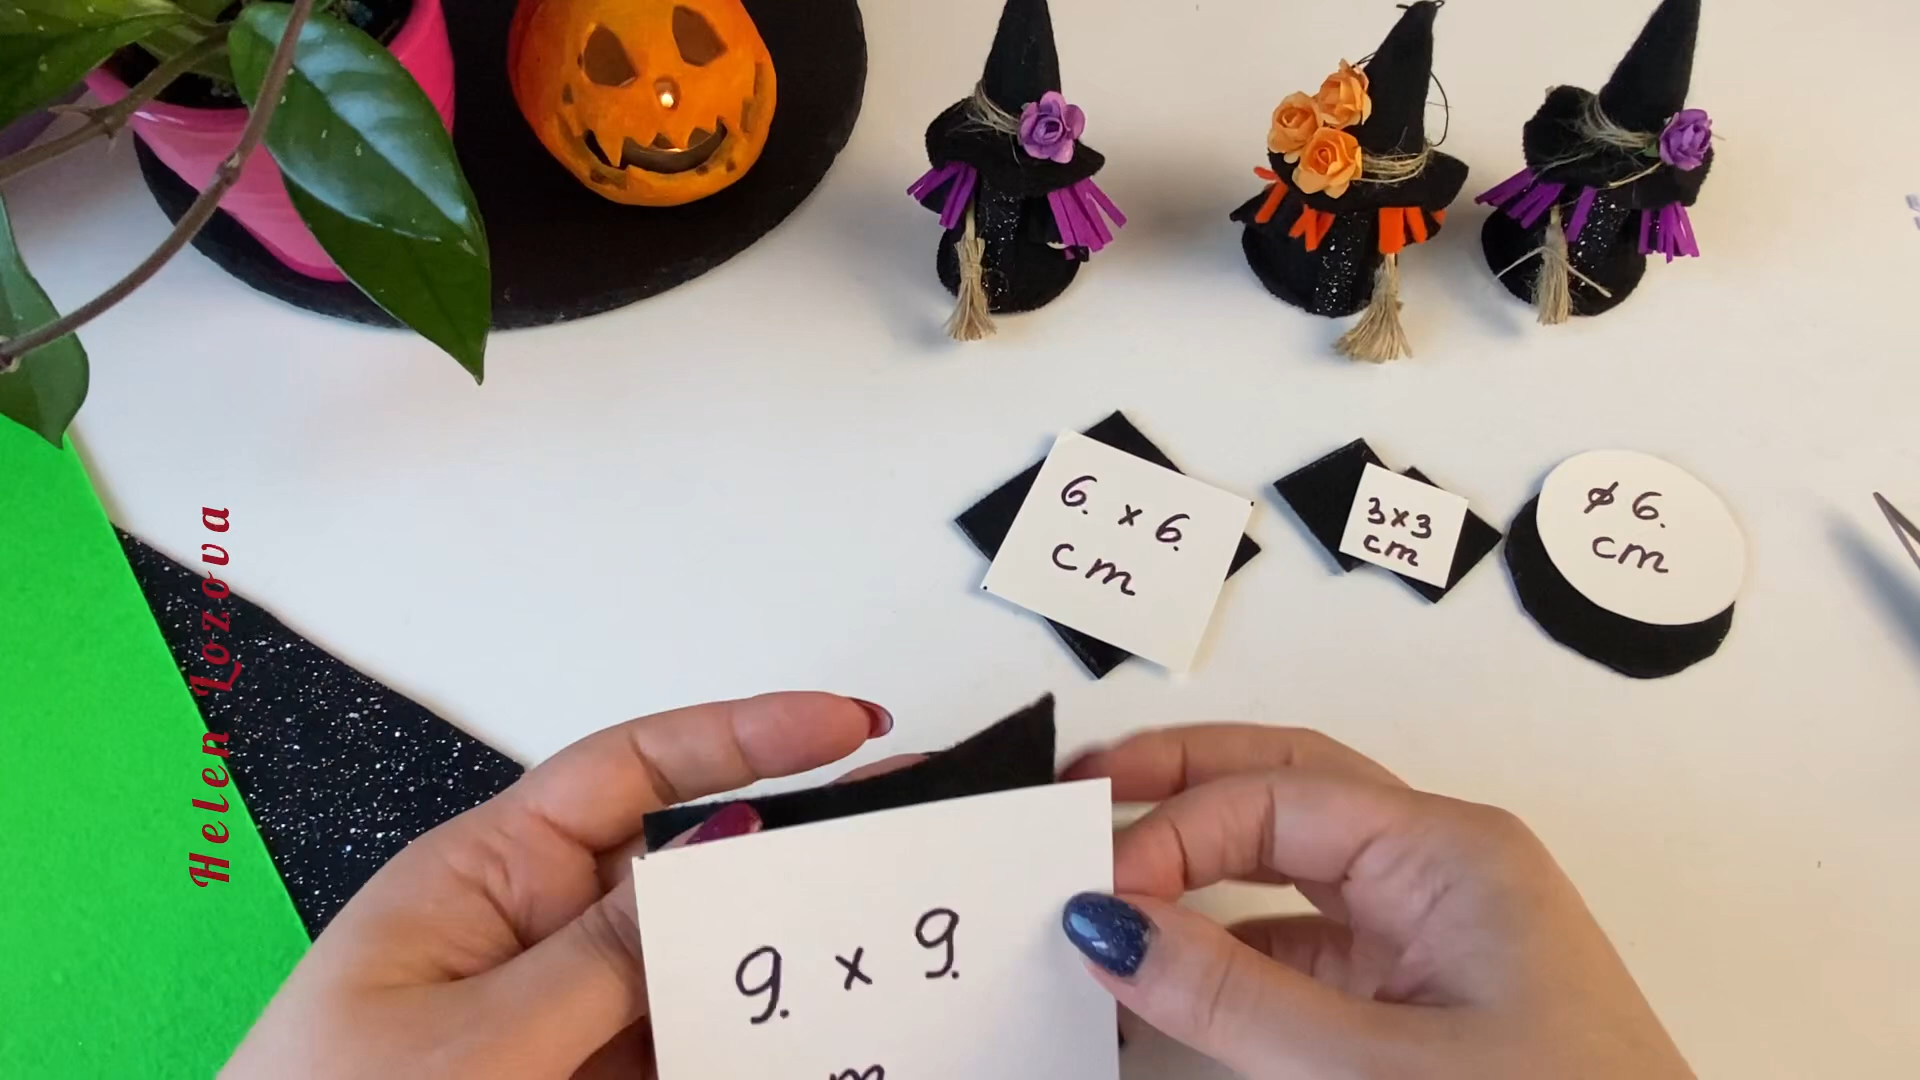 6. x 6.
cm
3x3
cm
ø 6.
cm
Helen Lozova
9. x 9.
m